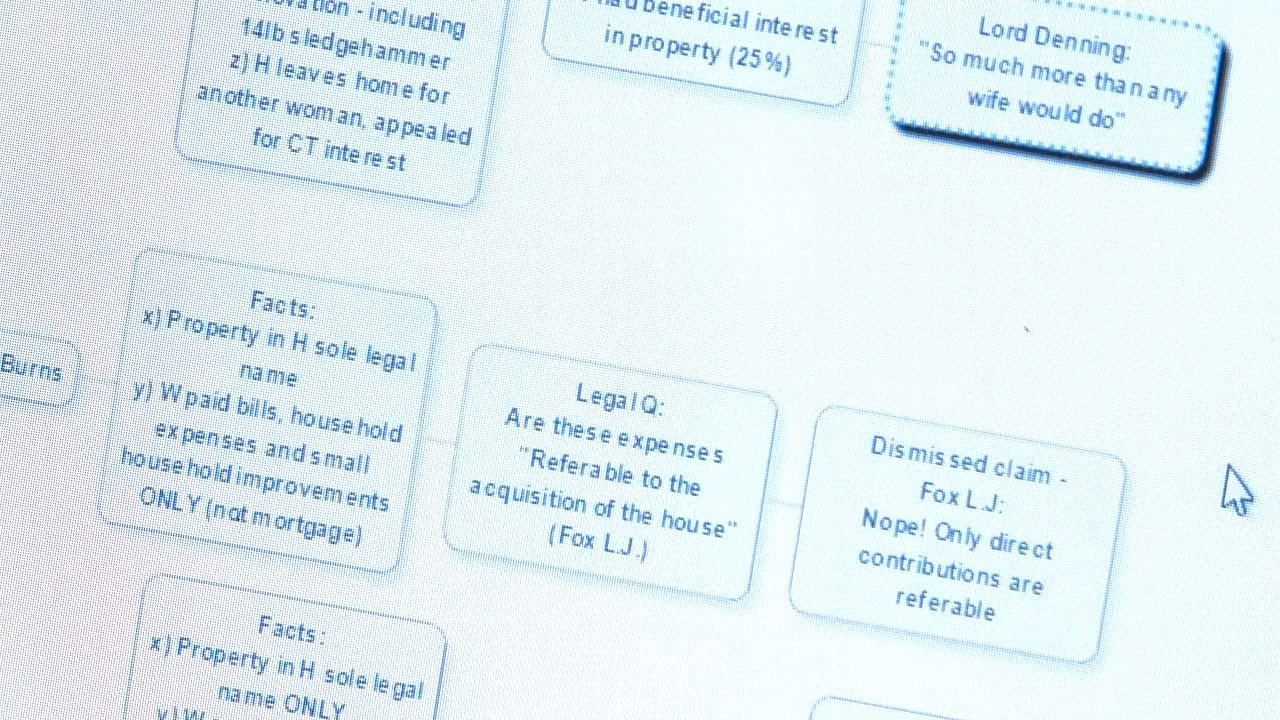 including
14lb sledgehammer
z) H leaves home for
another woman, appealed
for CT interest
had beneficial interest
in property (25%)
Lord Denning:
"So much more than any
wife would do"
Burns
Facts:
x) Property in H sole legal
name
y) W paid bills, household
expenses and small
household improvements
ONLY (not mortgage)
Legal Q:
Are these expenses
"Referable to the
acquisition of the house"
(Fox L.J.)
Dismissed claim -
Fox L.J:
Nope! Only direct
contributions are
referable
Facts:
x) Property in H sole legal
name ONLY